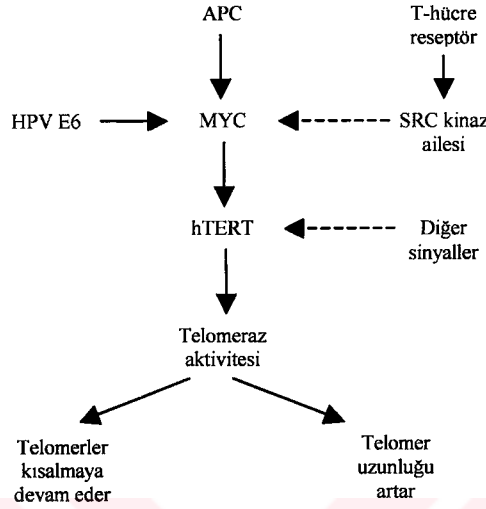 APC
T-hücre
reseptör
HPV E6
MYC
SRC kinaz
ailesi
hTERT
Diğer
sinyaller
Telomeraz
aktivitesi
Telomerler
kısalmaya
devam eder
Telomer
uzunluğu
artar